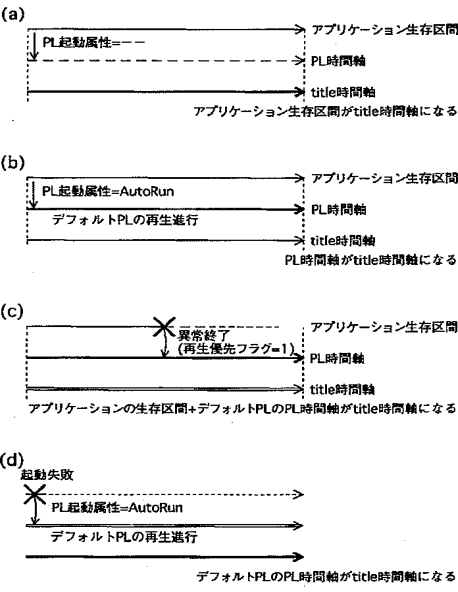 (a)
アプリケーション生存区間
PL起動属性=——
PL時間軸
title時間軸
アプリケーション生存区間がtitle時間軸になる
(b)
アプリケーション生存区間
PL起動属性=AutoRun
PL時間軸
デフォルトPLの再生進行
title時間軸
PL時間軸がtitle時間軸になる
(c)
アプリケーション生存区間
異常終了
(再生優先フラグ=1)
PL時間軸
title時間軸
アプリケーションの生存区間+デフォルトPLのPL時間軸がtitle時間軸になる
(d)
起動失敗
PL起動属性=AutoRun
デフォルトPLの再生進行
デフォルトPLのPL時間軸がtitle時間軸になる